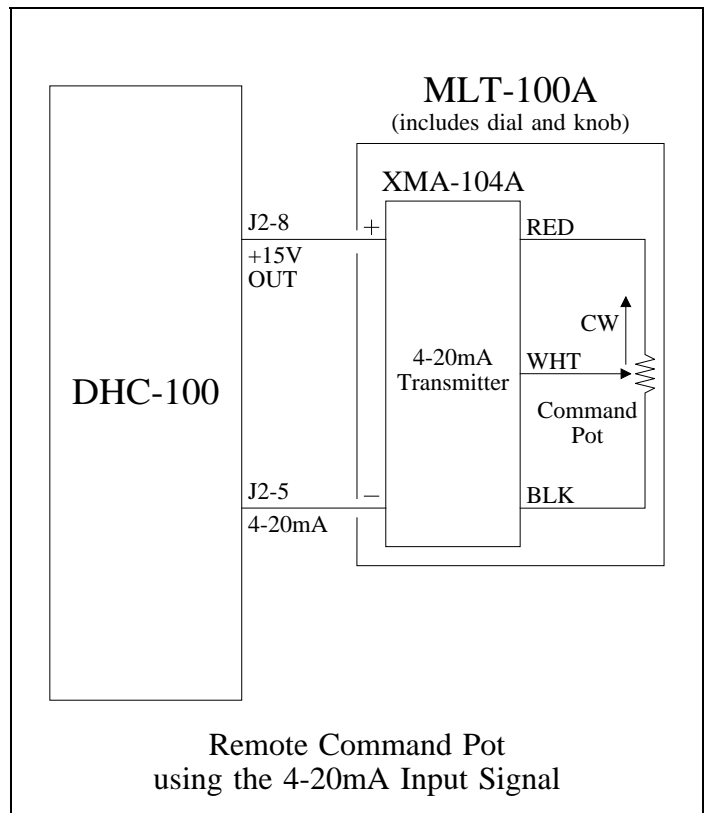 MLT-100A
(includes dial and knob)
XMA-104A
J2-8
+15V
OUT
+
RED
CW
DHC-100
4-20mA
Transmitter
WHT
Command
Pot
J2-5
4-20mA
−
BLK
Remote Command Pot
using the 4-20mA Input Signal